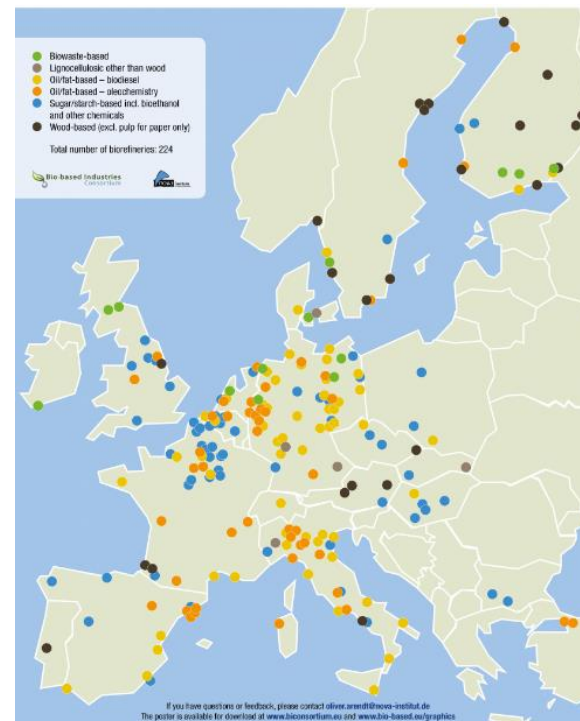 Biowaste-based
Lignocellulosic other than wood
Oil/fat-based – biodiesel
Oil/fat-based – oleochemistry
Sugar/starch-based incl. bioethanol
and other chemicals
Wood-based (excl. pulp for paper only)
Total number of biorefineries: 224
Bio-based Industries
Consortium
If you have questions or feedback, please contact oliver.arendt@nova-institut.de
The poster is available for download at www.biconsortium.eu and www.bio-based.eu/graphics